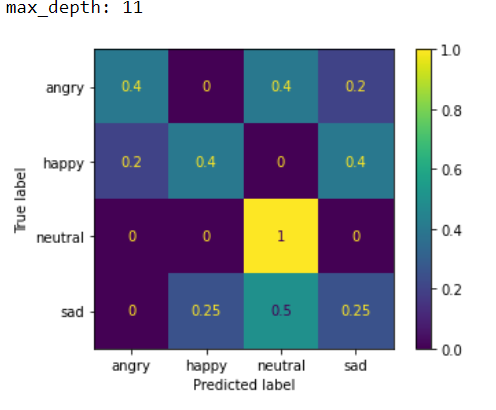 max_depth: 11
1.0
angry 0.4 0 0.4 0.2
0.8
happy 0.2 0.4 0 0.4
0.6
True label
0.4
neutral 0 0 1 0
0.2
sad 0 0.25 0.5 0.25
0.0
angry happy neutral sad
Predicted label